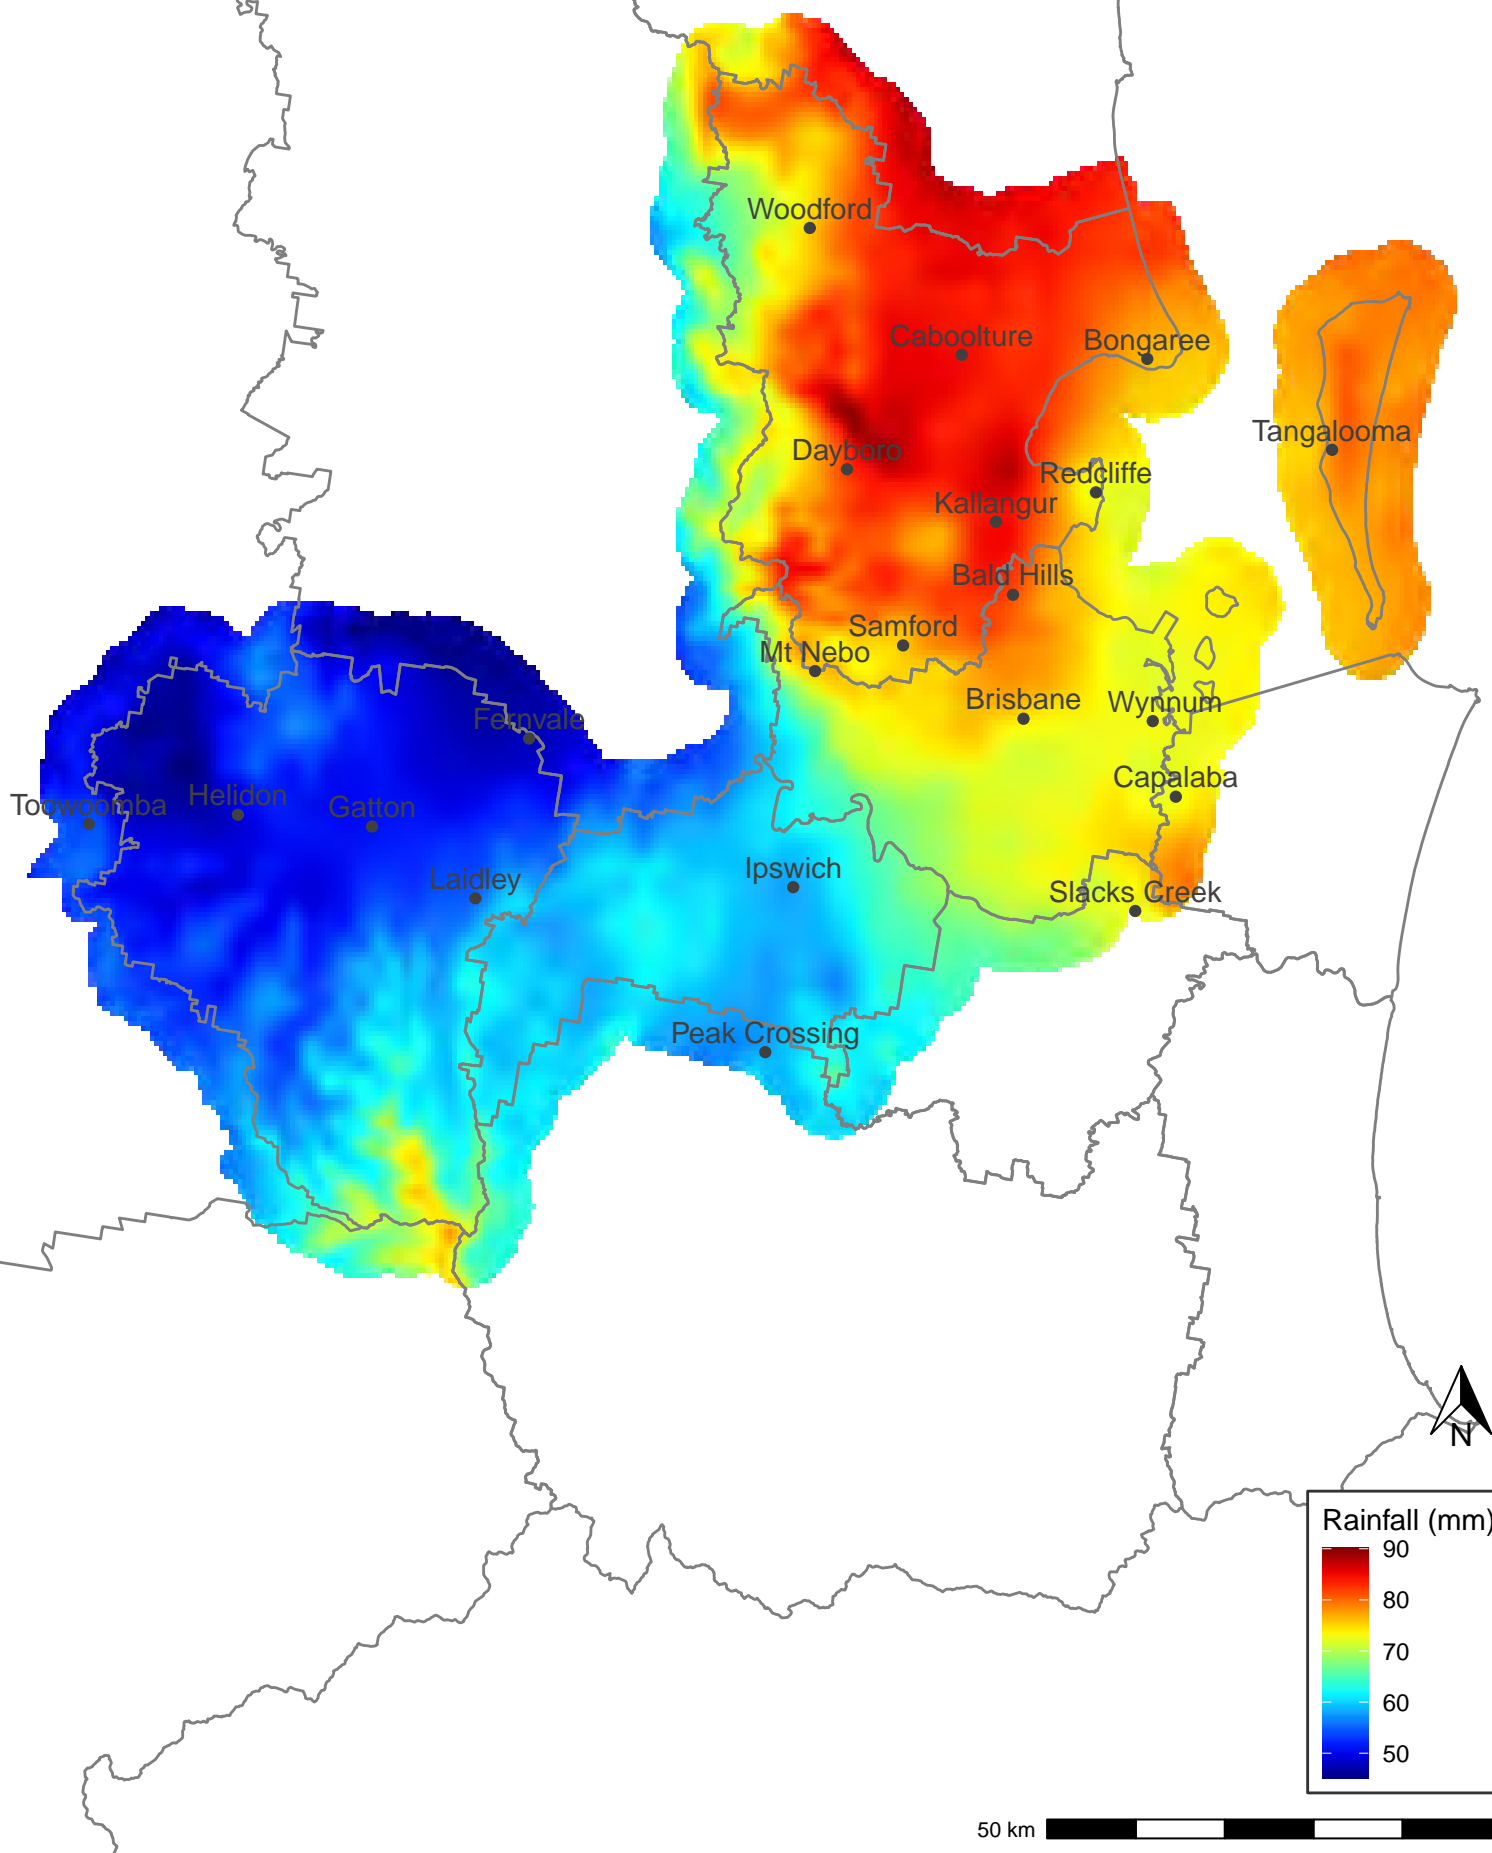 Woodford
Caboolture
Bongaree
Tangalooma
Dayboro
Redcliffe
Kallangur
Bald Hills
Samford
Mt Nebo
Brisbane
Wynnum
Fernvale
Capalaba
Toowoomba
Helidon
Gatton
Ipswich
Laidley
Slacks Creek
Peak Crossing
N
Rainfall (mm)
90
80
70
60
50
50 km